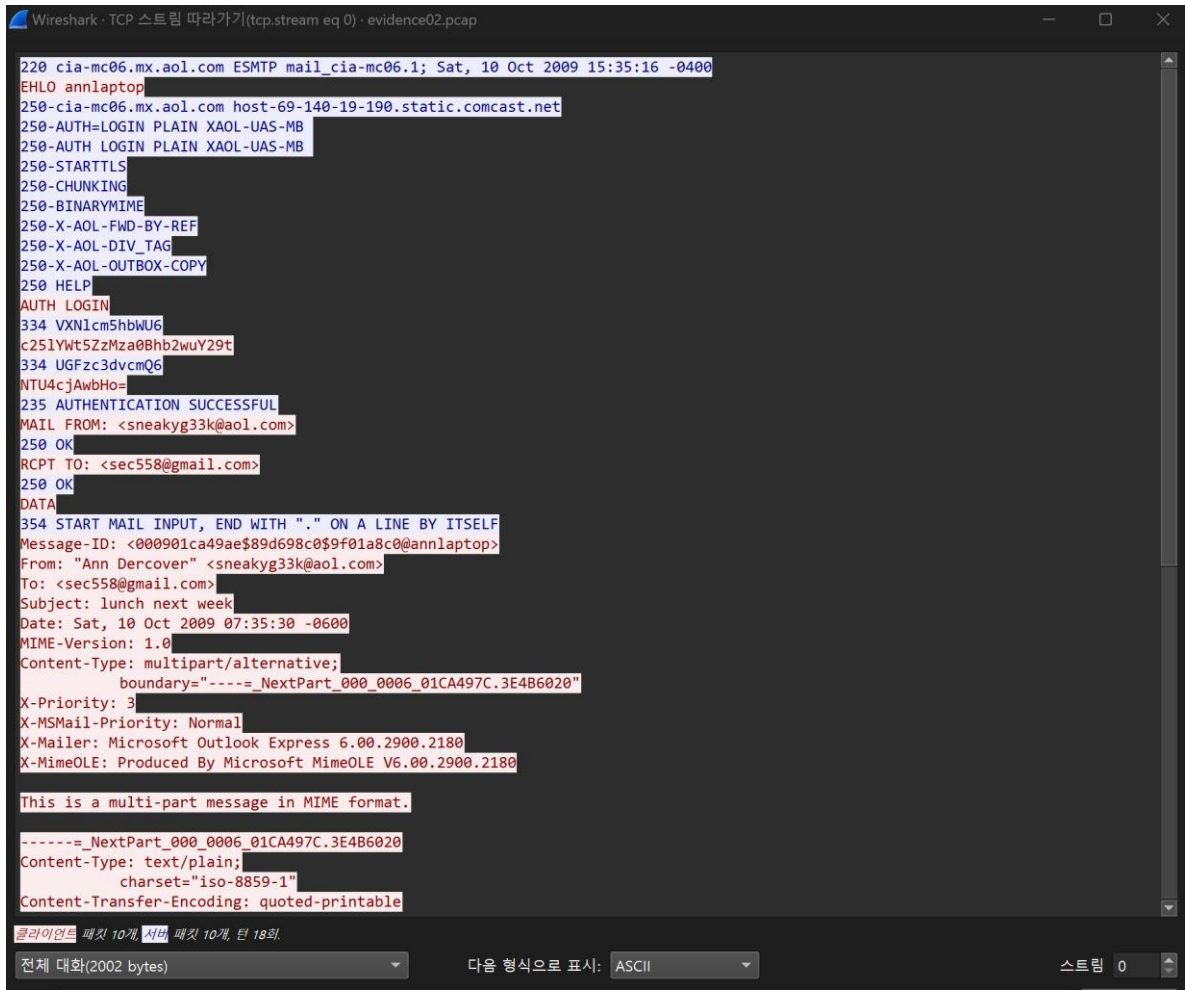 Wireshark · TCP 스트림 따라가기(tcp.stream eq 0) · evidence02.pcap
220 cia-mc06.mx.aol.com ESMTP mail_cia-mc06.1; Sat, 10 Oct 2009 15:35:16 -0400
EHLO annlaptop
250-cia-mc06.mx.aol.com host-69-140-19-190.static.comcast.net
250-AUTH=LOGIN PLAIN XAOL-UAS-MB
250-AUTH LOGIN PLAIN XAOL-UAS-MB
250-STARTTLS
250-CHUNKING
250-BINARYMIME
250-X-AOL-FWD-BY-REF
250-X-AOL-DIV_TAG
250-X-AOL-OUTBOX-COPY
250 HELP
AUTH LOGIN
334 VXNlcm5hbWU6
c25lYWt5ZzMza0Bhb2wuY29t
334 UGFzc3dvcmQ6
NTU4cjAwbHo=
235 AUTHENTICATION SUCCESSFUL
MAIL FROM: <sneakyg33k@aol.com>
250 OK
RCPT TO: <sec558@gmail.com>
250 OK
DATA
354 START MAIL INPUT, END WITH "." ON A LINE BY ITSELF
Message-ID: <000901ca49ae$89d698c0$9f01a8c0@annlaptop>
From: "Ann Dercover" <sneakyg33k@aol.com>
To: <sec558@gmail.com>
Subject: lunch next week
Date: Sat, 10 Oct 2009 07:35:30 -0600
MIME-Version: 1.0
Content-Type: multipart/alternative;
boundary="----=_NextPart_000_0006_01CA497C.3E4B6020"
X-Priority: 3
X-MSMail-Priority: Normal
X-Mailer: Microsoft Outlook Express 6.00.2900.2180
X-MimeOLE: Produced By Microsoft MimeOLE V6.00.2900.2180
This is a multi-part message in MIME format.
------=_NextPart_000_0006_01CA497C.3E4B6020
Content-Type: text/plain;
charset="iso-8859-1"
Content-Transfer-Encoding: quoted-printable
클라이언트 패킷 10개, 서버 패킷 10개, 턴 18회.
전체 대화(2002 bytes) 다음 형식으로 표시: ASCII 스트림 0